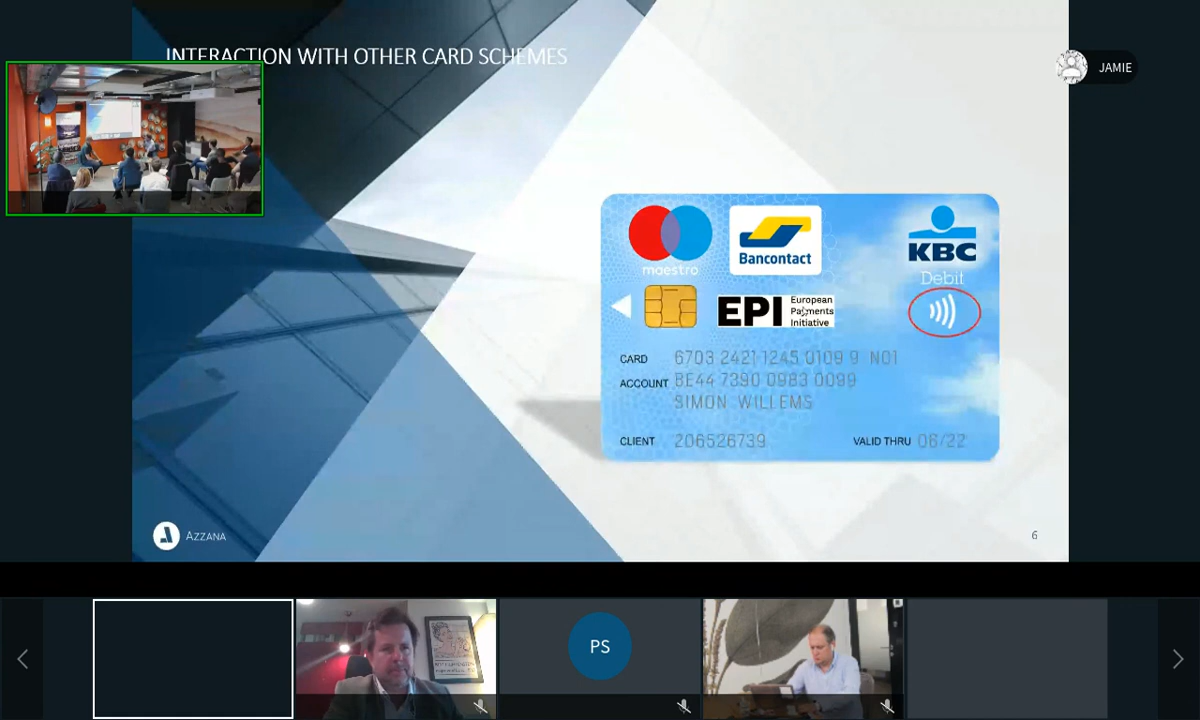 INTERACTION WITH OTHER CARD SCHEMES
JAMIE
maestro
Bancontact
KBC
Debit
EPI
European
Payments
Initiative
CARD 6703 2421 1245 0109 9 N01
ACCOUNT BE44 7390 0983 0099
SIMON WILLEMS
CLIENT 206526739
VALID THRU 06/22
AZZANA
6
PS